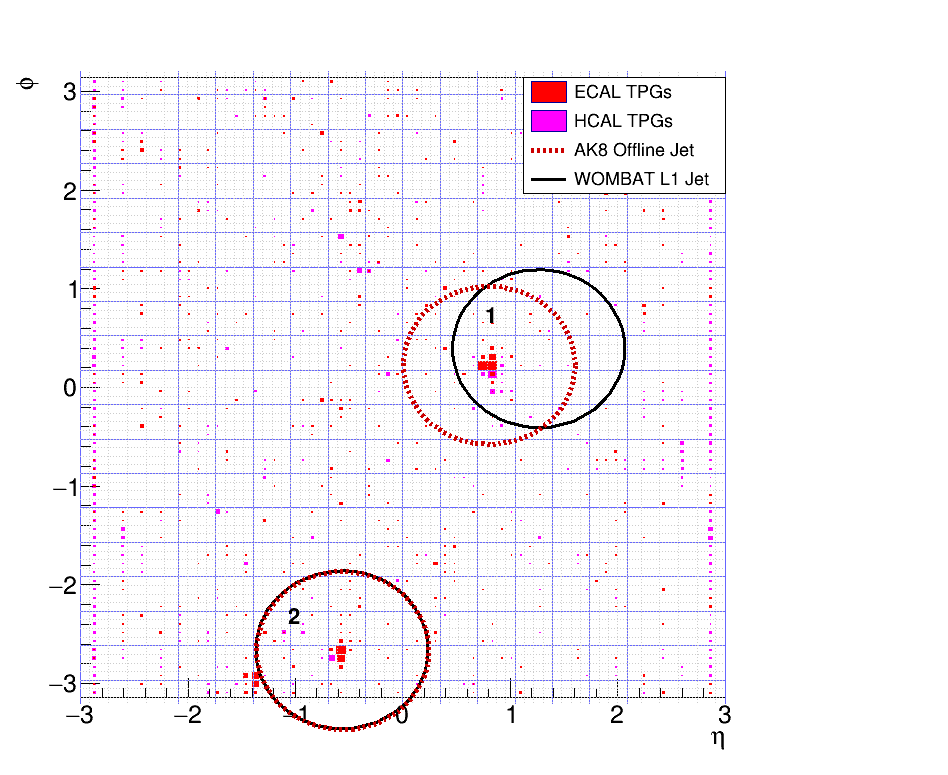 φ
3
2
1
0
−1
−2
−3
ECAL TPGs
HCAL TPGs
AK8 Offline Jet
WOMBAT L1 Jet
1
2
−3 −2 −1 0 1 2 3
η